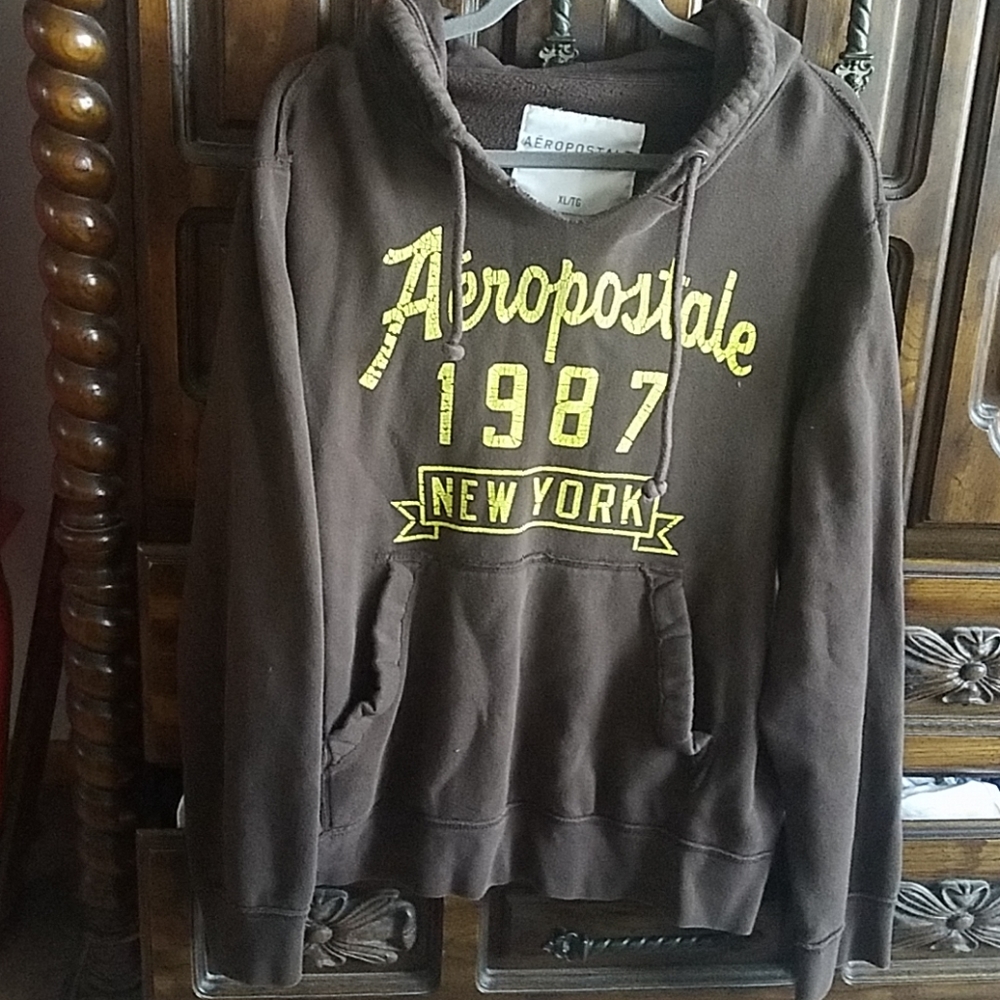 AÉROPOSTALE
XL/TG
Aéropostale
1987
NEW YORK